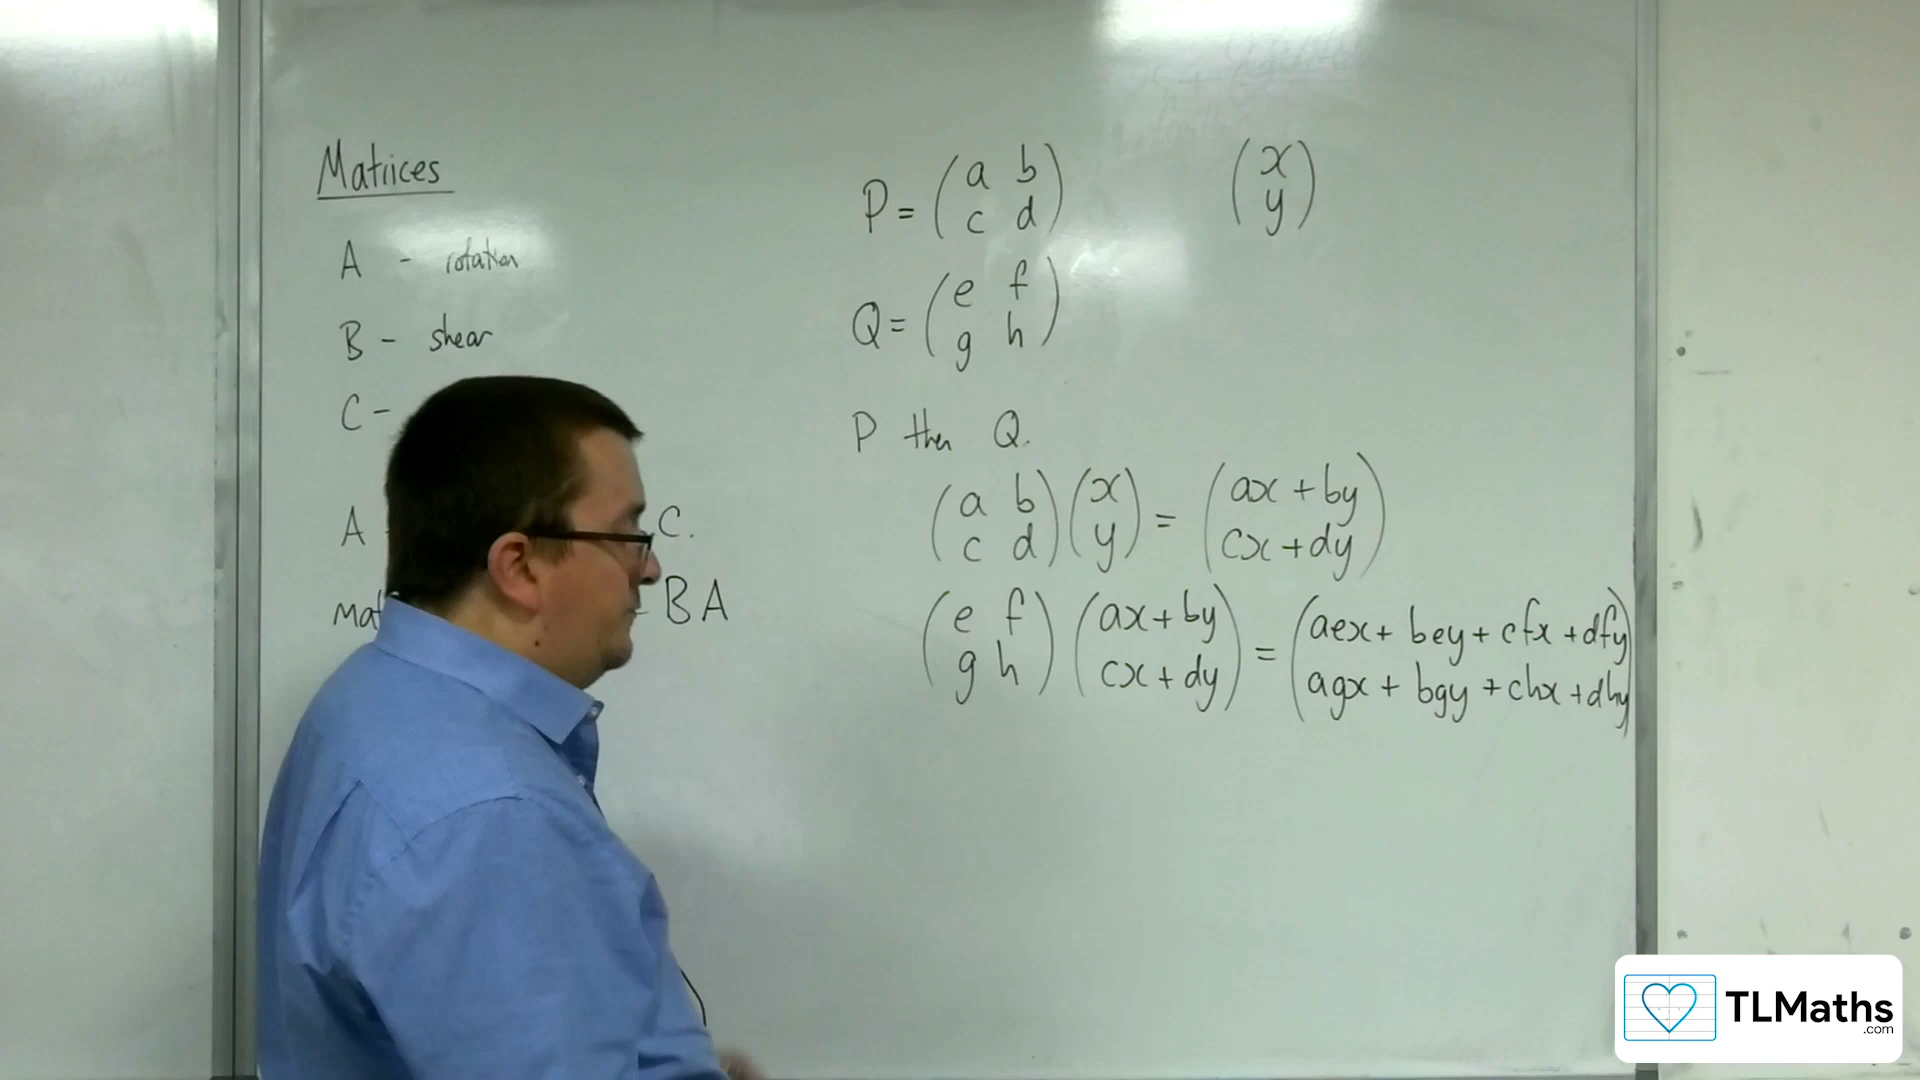 Matrices
A - rotation
B - shear
C -
A C.
mat BA
P = (a b
c d)
(x
y)
Q = (e f
g h)
P then Q.
(a b
c d)(x
y) = (ax + by
cx + dy)
(e f
g h)(ax + by
cx + dy) = (aex + bey + cfx + dfy
agx + bgy + chx + dhy)
TLMaths
.com